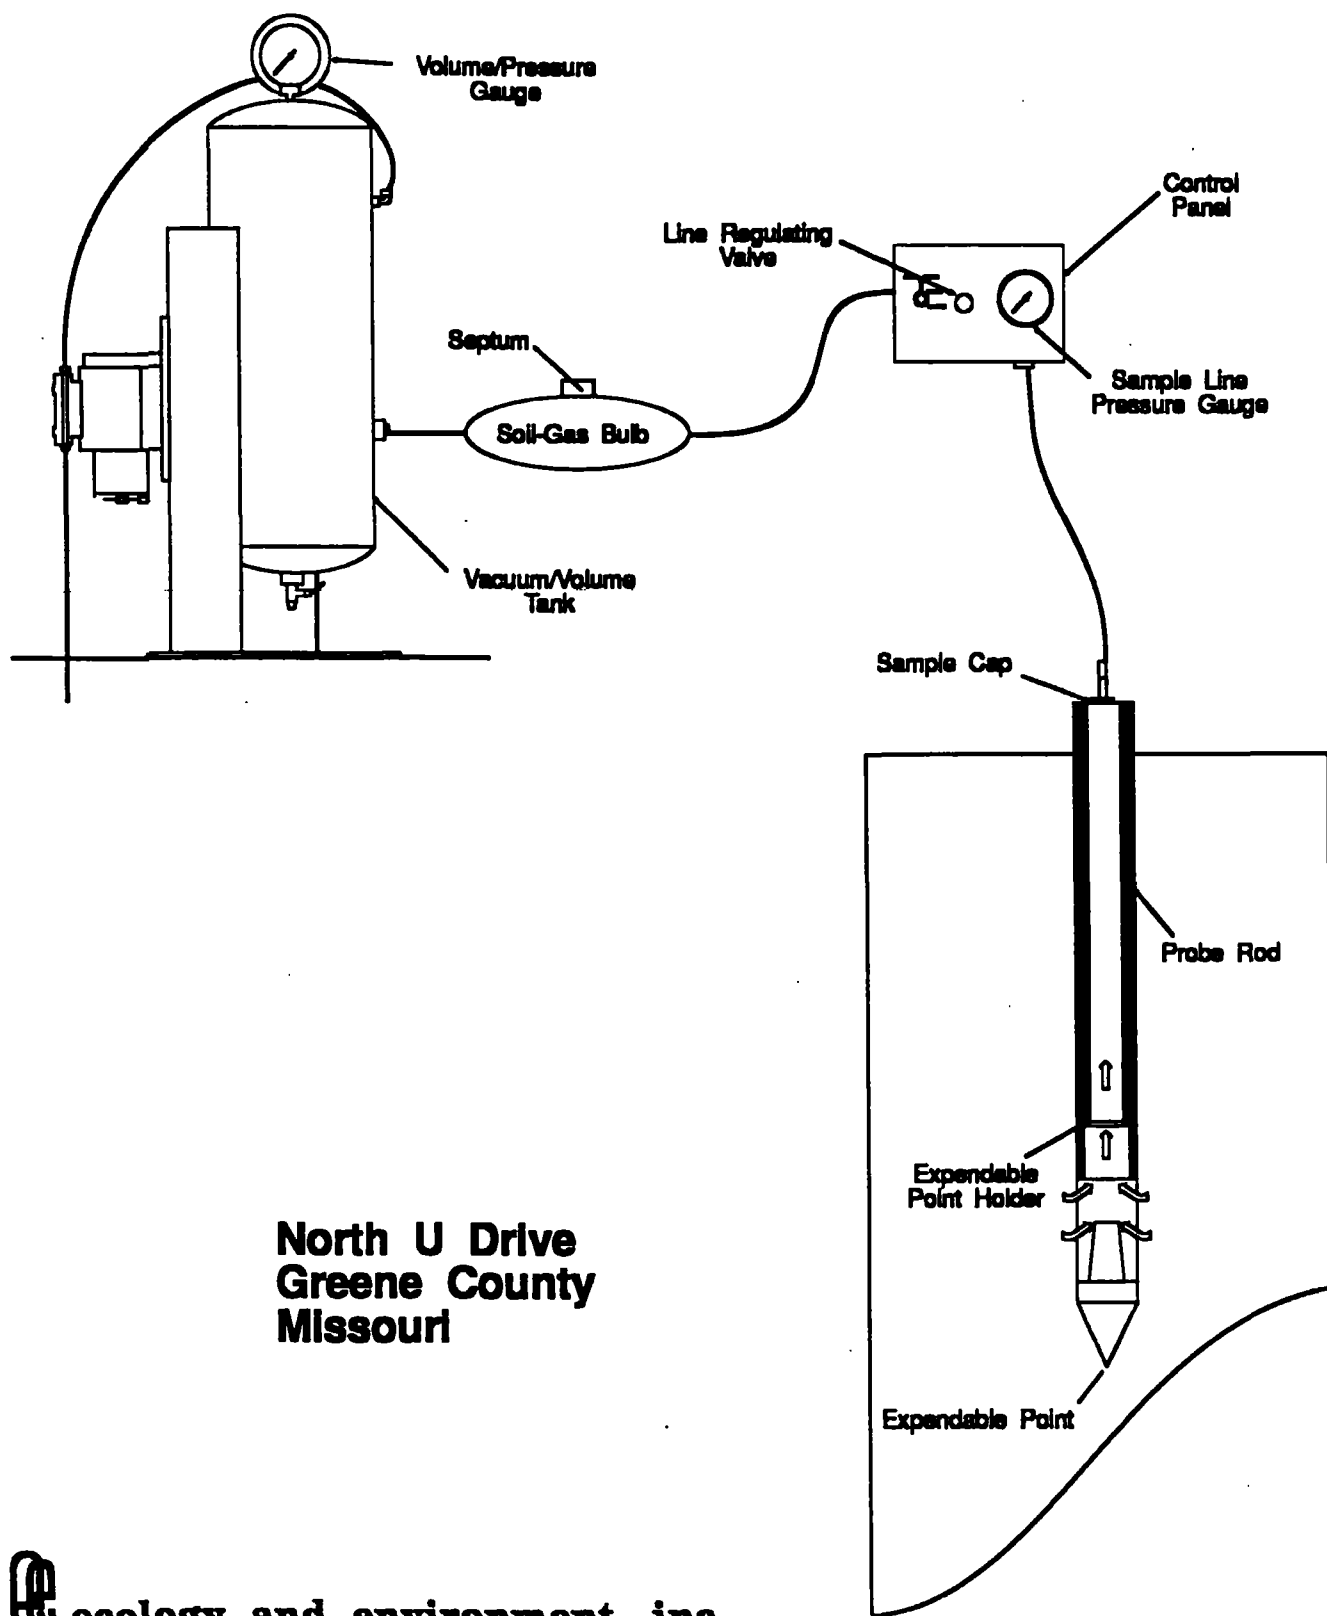 Volume/Pressure
Gauge
Control
Panel
Line Regulating
Valve
Septum
Sample Line
Pressure Gauge
Soil-Gas Bulb
Vacuum/Volume
Tank
Sample Cap
Probe Rod
Expendable
Point Holder
North U Drive
Greene County
Missouri
Expendable Point
ecology and environment, inc.